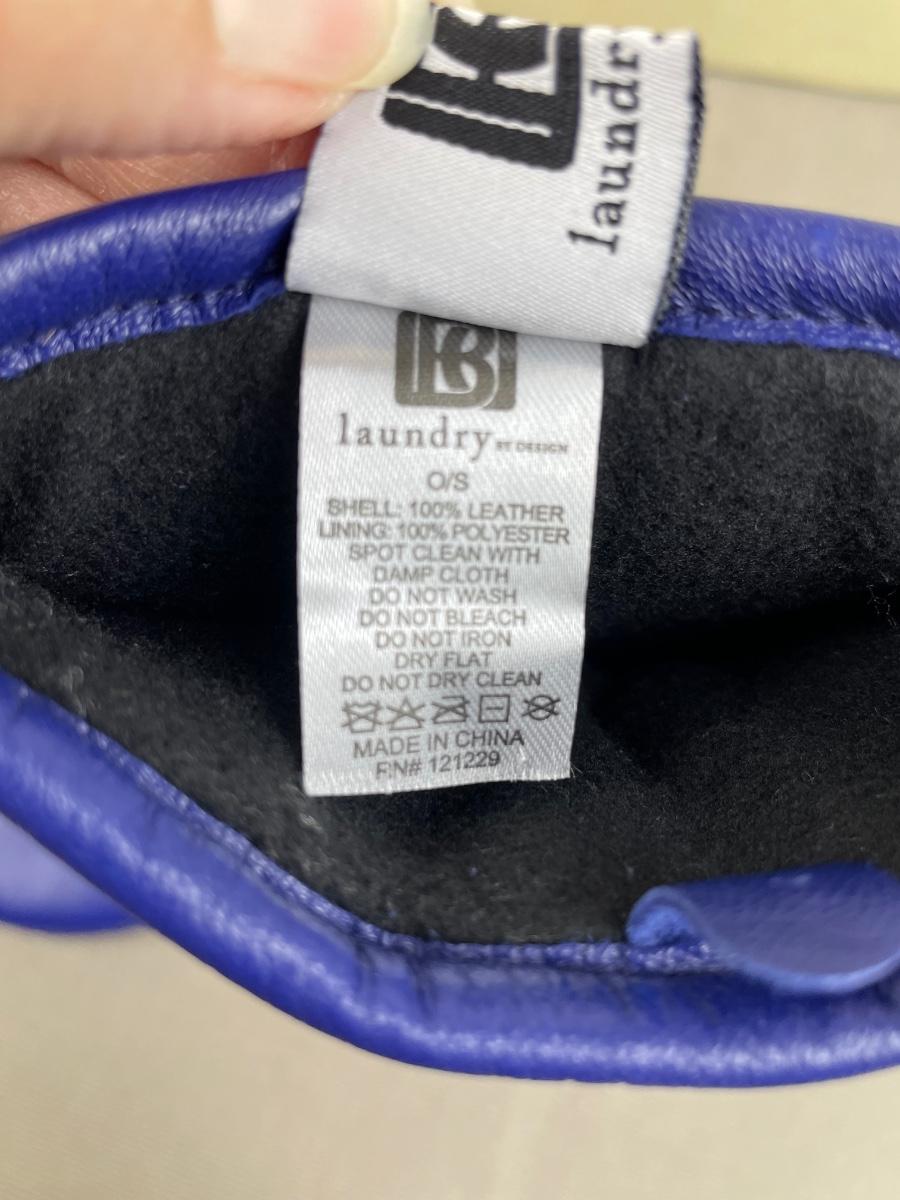 laundry
B
laundry BY DESIGN
O/S
SHELL: 100% LEATHER
LINING: 100% POLYESTER
SPOT CLEAN WITH
DAMP CLOTH
DO NOT WASH
DO NOT BLEACH
DO NOT IRON
DRY FLAT
DO NOT DRY CLEAN
MADE IN CHINA
RN# 121229